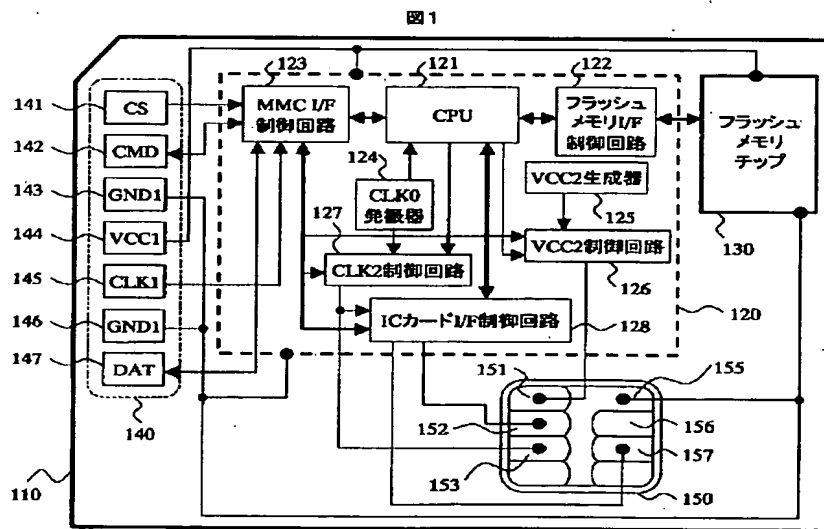 図1
123
121
122
141
CS
MMC I/F
制御回路
CPU
フラッシュ
メモリI/F
制御回路
フラッシュ
メモリ
チップ
142
CMD
124
143
GND1
CLK0
発振器
VCC2生成器
127
125
130
144
VCC1
VCC2制御回路
145
CLK1
CLK2制御回路
126
146
GND1
ICカードI/F制御回路
120
128
147
DAT
151
155
140
152
156
153
157
110
150